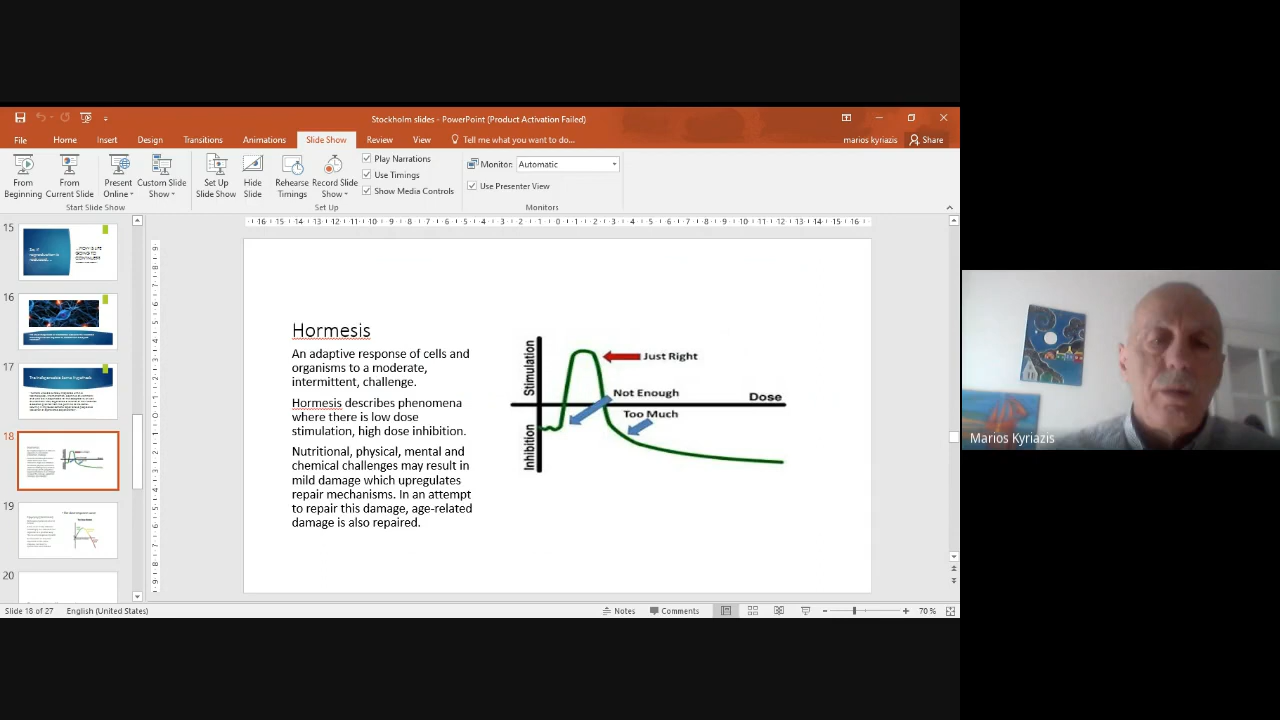 Stockholm slides - PowerPoint (Product Activation Failed)
File Home Insert Design Transitions Animations Slide Show Review View Tell me what you want to do... marios kyriazis Share
From Beginning
From Current Slide
Present Online
Custom Slide Show
Set Up Slide Show
Hide Slide
Rehearse Timings
Record Slide Show
Play Narrations
Use Timings
Show Media Controls
Monitor: Automatic
Use Presenter View
Start Slide Show
Set Up
Monitors
15
16
17
18
19
20
Hormesis
An adaptive response of cells and
organisms to a moderate,
intermittent, challenge.
Hormesis describes phenomena
where there is low dose
stimulation, high dose inhibition.
Nutritional, physical, mental and
chemical challenges may result in
mild damage which upregulates
repair mechanisms. In an attempt
to repair this damage, age-related
damage is also repaired.
Stimulation
Inhibition
Just Right
Not Enough
Dose
Too Much
Marios Kyriazis
Slide 18 of 27 English (United States) Notes Comments 70 %